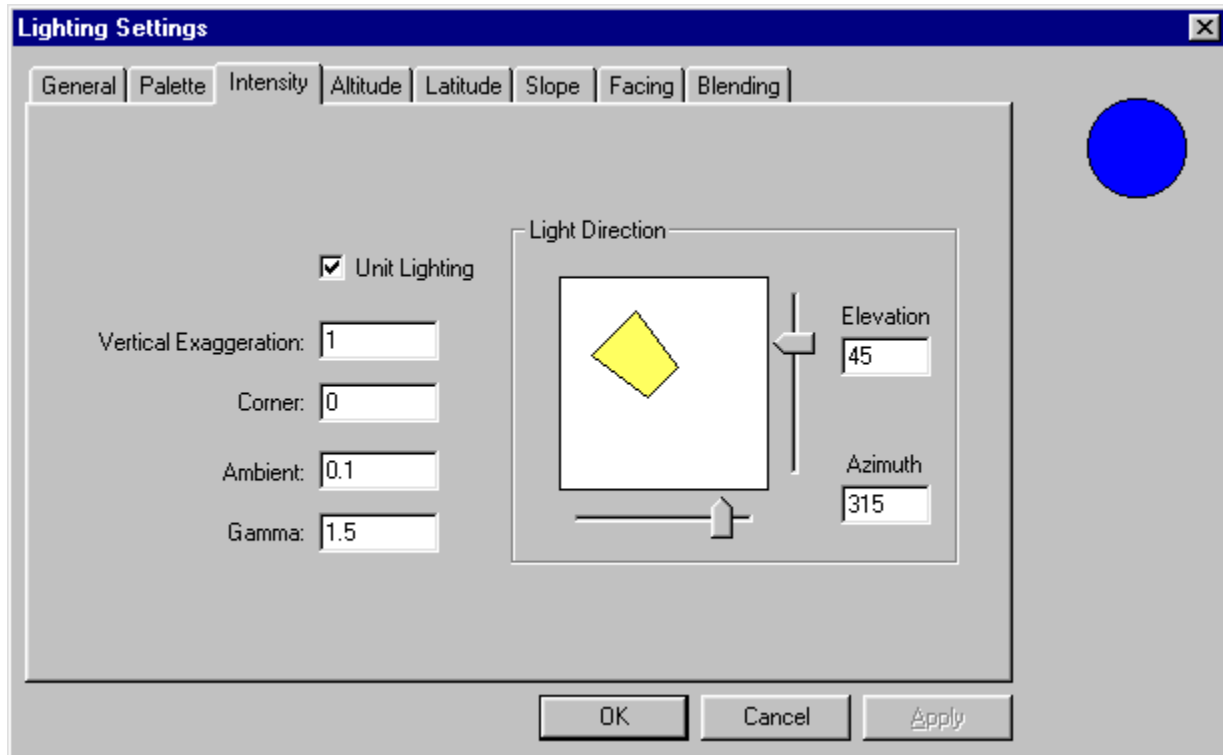 Lighting Settings
General Palette Intensity Altitude Latitude Slope Facing Blending
Light Direction
Unit Lighting
Vertical Exaggeration: 1
Corner: 0
Ambient: 0.1
Gamma: 1.5
Elevation
45
Azimuth
315
OK Cancel Apply